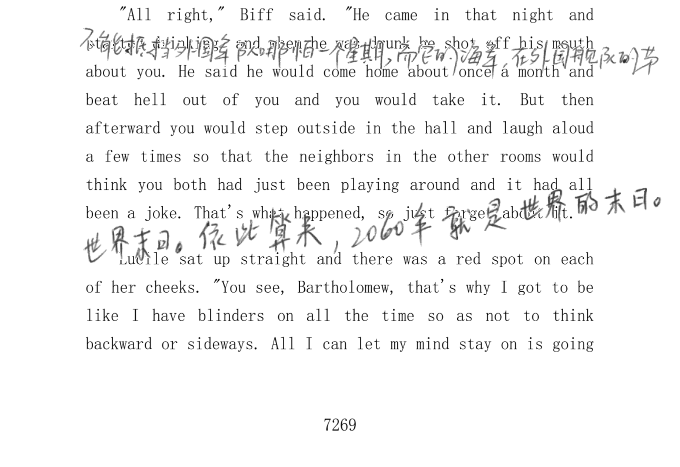 "All right," Biff said. "He came in that night and
不能抵挡外国军队哪怕一个星期,而它的海军,在外国舰队的
started drinking, and when he was drunk he shot off his mouth
about you. He said he would come home about once a month and
beat hell out of you and you would take it. But then
afterward you would step outside in the hall and laugh aloud
a few times so that the neighbors in the other rooms would
think you both had just been playing around and it had all
been a joke. That's what happened, so just forget about it.
世界末日。依此算来,2060年就是世界的末日。
Lucile sat up straight and there was a red spot on each
of her cheeks. "You see, Bartholomew, that's why I got to be
like I have blinders on all the time so as not to think
backward or sideways. All I can let my mind stay on is going
7269